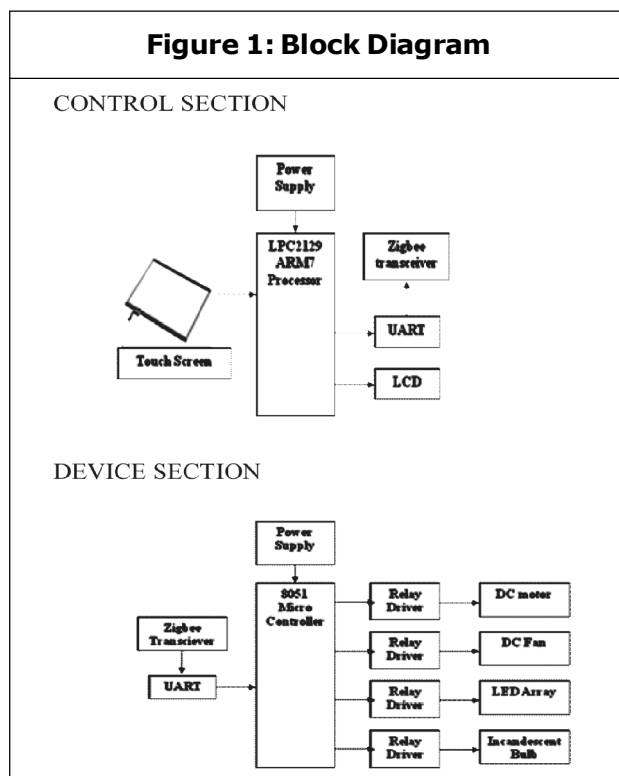 Figure 1: Block Diagram
CONTROL SECTION
Power
Supply
LPC2129
ARM7
Processor
Zigbee
transceiver
Touch Screen
UART
LCD
DEVICE SECTION
Power
Supply
8051
Micro
Controller
Zigbee
Transciever
UART
Relay
Driver
DC motor
Relay
Driver
DC Fan
Relay
Driver
LED Array
Relay
Driver
Incandescent
Bulb